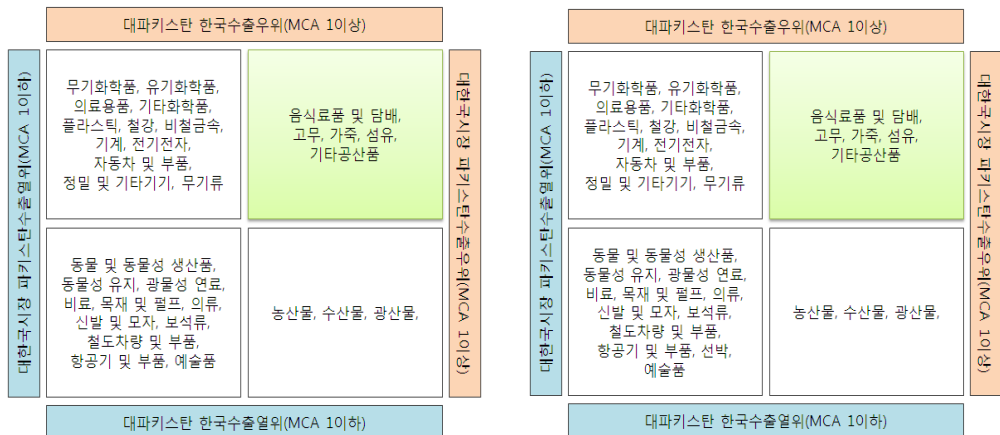 대파키스탄 한국수출우위(MCA 1이상)
대한국시장 파키스탄수출열위(MCA 1이하)
무기화학품, 유기화학품,
의료용품, 기타화학품,
플라스틱, 철강, 비철금속,
기계, 전기전자,
자동차 및 부품,
정밀 및 기타기기, 무기류
음식료품 및 담배,
고무, 가죽, 섬유,
기타공산품
대한국시장 파키스탄수출우위(MCA 1이상)
동물 및 동물성 생산품,
동물성 유지, 광물성 연료,
비료, 목재 및 펄프, 의류,
신발 및 모자, 보석류,
철도차량 및 부품,
항공기 및 부품, 예술품
농산물, 수산물, 광산물,
대파키스탄 한국수출열위(MCA 1이하)
대파키스탄 한국수출우위(MCA 1이상)
대한국시장 파키스탄수출열위(MCA 1이하)
무기화학품, 유기화학품,
의료용품, 기타화학품,
플라스틱, 철강, 비철금속,
기계, 전기전자,
자동차 및 부품,
정밀 및 기타기기, 무기류
음식료품 및 담배,
고무, 가죽, 섬유,
기타공산품
대한국시장 파키스탄수출우위(MCA 1이상)
동물 및 동물성 생산품,
동물성 유지, 광물성 연료,
비료, 목재 및 펄프, 의류,
신발 및 모자, 보석류,
철도차량 및 부품,
항공기 및 부품, 선박,
예술품
농산물, 수산물, 광산물,
대파키스탄 한국수출열위(MCA 1이하)